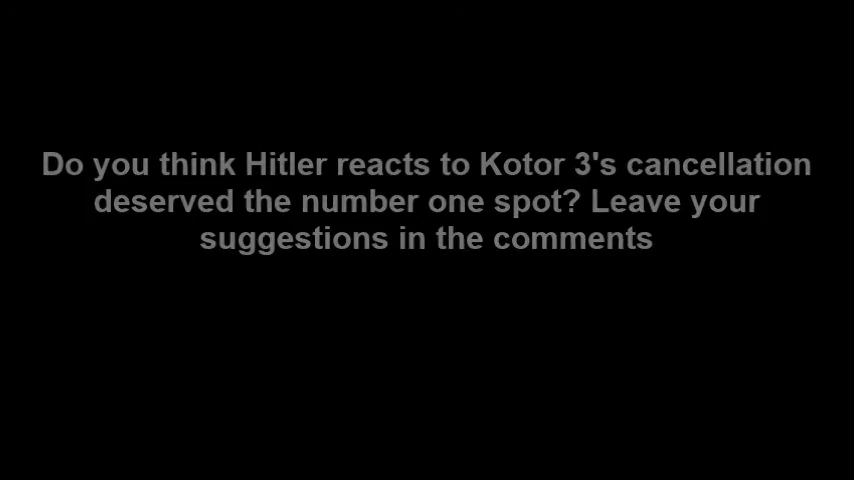 Do you think Hitler reacts to Kotor 3's cancellation
deserved the number one spot? Leave your
suggestions in the comments